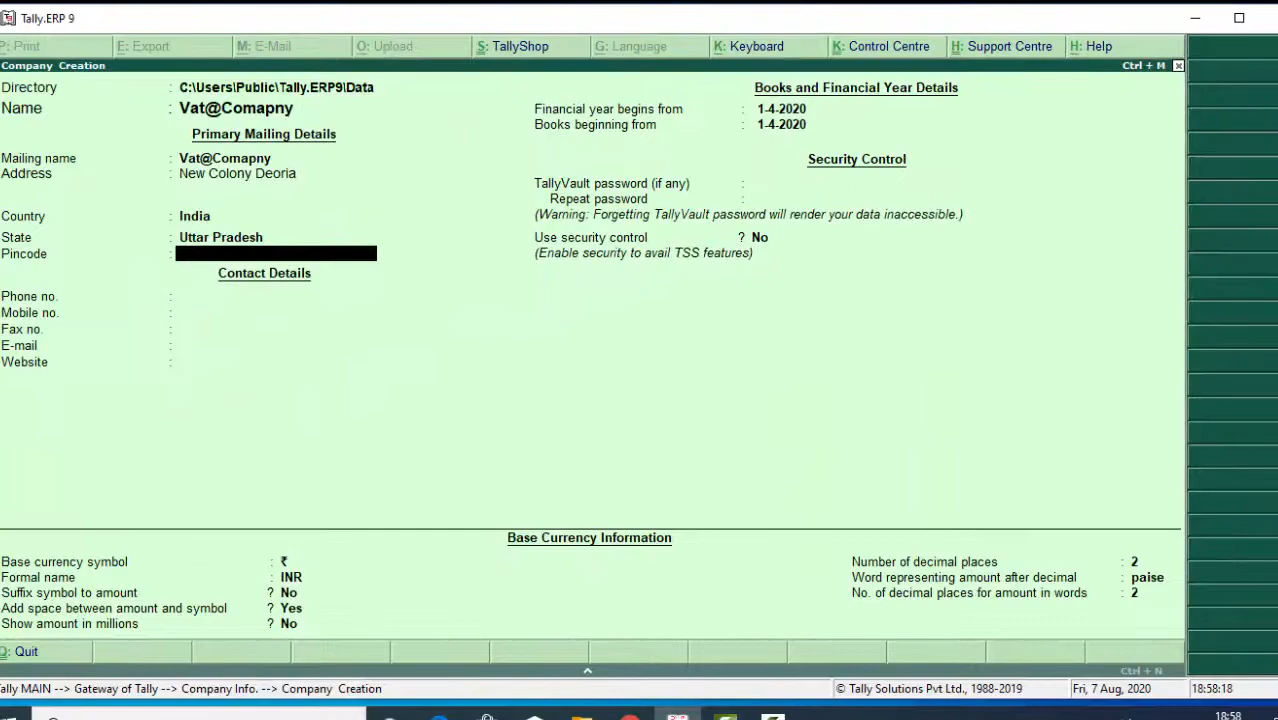 Tally.ERP 9
P: Print E: Export M: E-Mail O: Upload S: TallyShop G: Language K: Keyboard K: Control Centre H: Support Centre H: Help
Company Creation Ctrl + M
Directory : C:\Users\Public\Tally.ERP9\Data
Name : Vat@Comapny
Primary Mailing Details
Mailing name : Vat@Comapny
Address : New Colony Deoria
Country : India
State : Uttar Pradesh
Pincode :
Contact Details
Phone no. :
Mobile no. :
Fax no. :
E-mail :
Website :
Books and Financial Year Details
Financial year begins from : 1-4-2020
Books beginning from : 1-4-2020
Security Control
TallyVault password (if any) :
Repeat password :
(Warning: Forgetting TallyVault password will render your data inaccessible.)
Use security control ? No
(Enable security to avail TSS features)
Base Currency Information
Base currency symbol : ₹
Formal name : INR
Suffix symbol to amount ? No
Add space between amount and symbol ? Yes
Show amount in millions ? No
Number of decimal places : 2
Word representing amount after decimal : paise
No. of decimal places for amount in words : 2
Q: Quit
Ctrl + N
ally MAIN --> Gateway of Tally --> Company Info. --> Company Creation © Tally Solutions Pvt Ltd., 1988-2019 Fri, 7 Aug, 2020 18:58:18
18:58